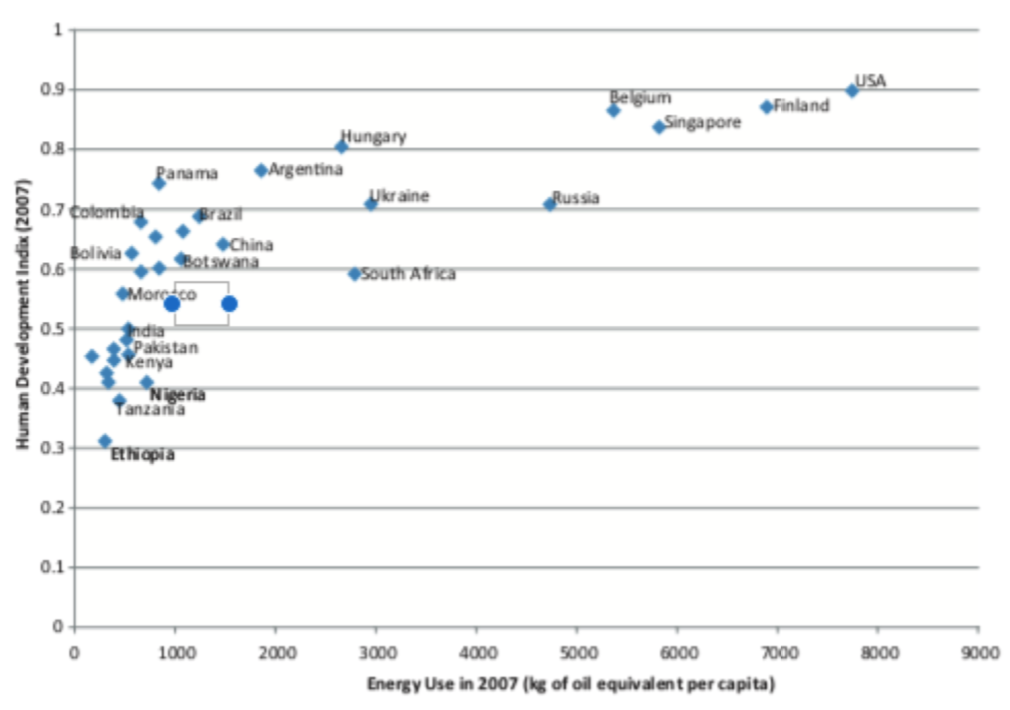 1
0.9
0.8
0.7
0.6
0.5
0.4
0.3
0.2
0.1
0
Human Development Indix (2007)
USA
Belgium
Finland
Singapore
Hungary
Argentina
Panama
Ukraine
Russia
Colombia
Brazil
China
Bolivia
Botswana
South Africa
Morocco
India
Pakistan
Kenya
Nigeria
Tanzania
Ethiopia
0 1000 2000 3000 4000 5000 6000 7000 8000 9000
Energy Use in 2007 (kg of oil equivalent per capita)